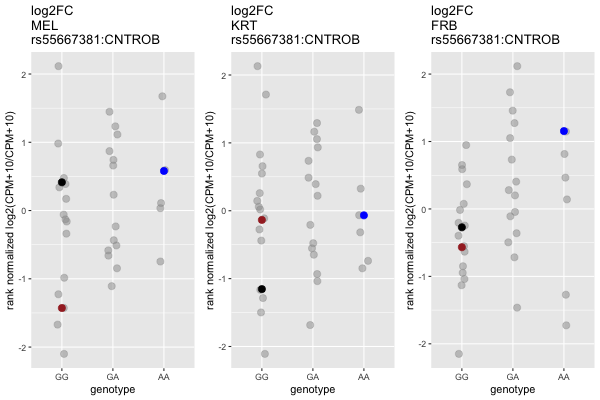 log2FC
MEL
rs55667381:CNTROB
rank normalized log2(CPM+10/CPM+10)
2
1
0
-1
-2
GG GA AA
genotype
log2FC
KRT
rs55667381:CNTROB
rank normalized log2(CPM+10/CPM+10)
2
1
0
-1
-2
GG GA AA
genotype
log2FC
FRB
rs55667381:CNTROB
rank normalized log2(CPM+10/CPM+10)
2
1
0
-1
-2
GG GA AA
genotype